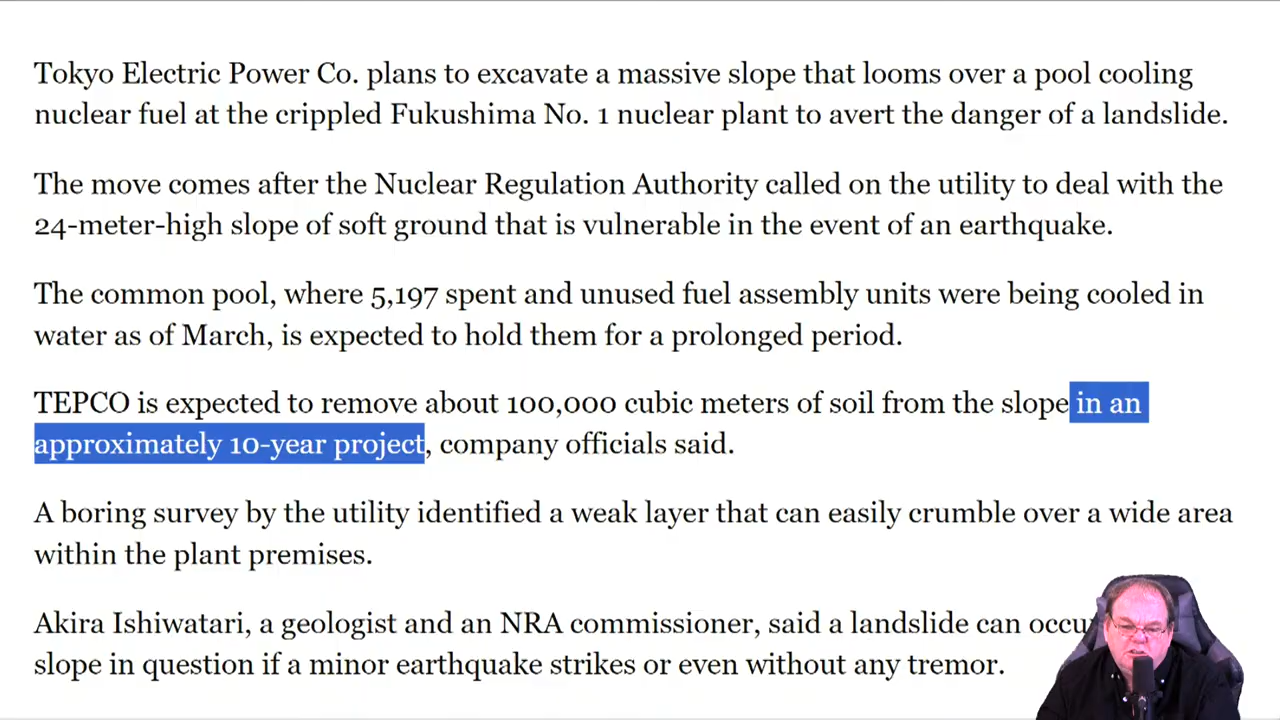 Tokyo Electric Power Co. plans to excavate a massive slope that looms over a pool cooling
nuclear fuel at the crippled Fukushima No. 1 nuclear plant to avert the danger of a landslide.
The move comes after the Nuclear Regulation Authority called on the utility to deal with the
24-meter-high slope of soft ground that is vulnerable in the event of an earthquake.
The common pool, where 5,197 spent and unused fuel assembly units were being cooled in
water as of March, is expected to hold them for a prolonged period.
TEPCO is expected to remove about 100,000 cubic meters of soil from the slope in an
approximately 10-year project, company officials said.
A boring survey by the utility identified a weak layer that can easily crumble over a wide area
within the plant premises.
Akira Ishiwatari, a geologist and an NRA commissioner, said a landslide can
slope in question if a minor earthquake strikes or even without any tremor.